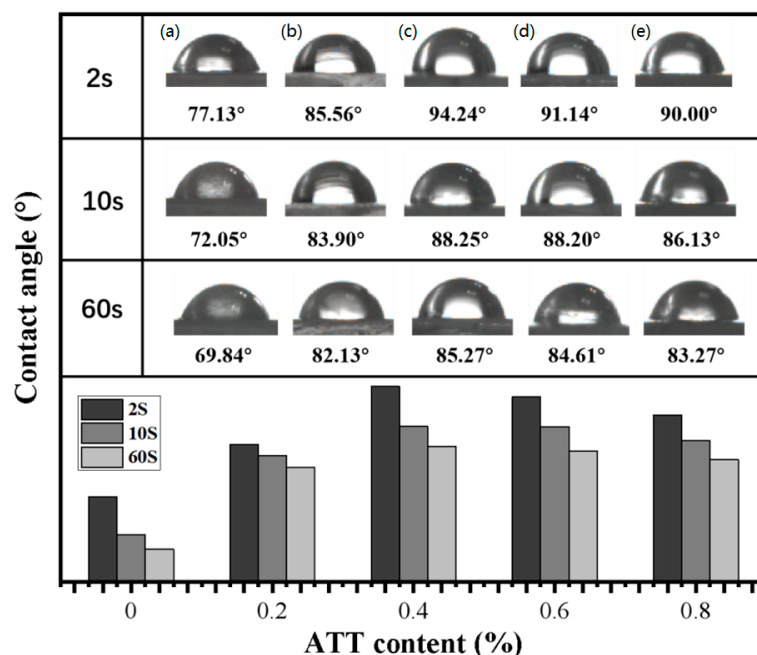 (a) (b) (c) (d) (e)
2s
77.13° 85.56° 94.24° 91.14° 90.00°
10s
72.05° 83.90° 88.25° 88.20° 86.13°
60s
69.84° 82.13° 85.27° 84.61° 83.27°
Contact angle (°)
2S
10S
60S
0 0.2 0.4 0.6 0.8
ATT content (%)